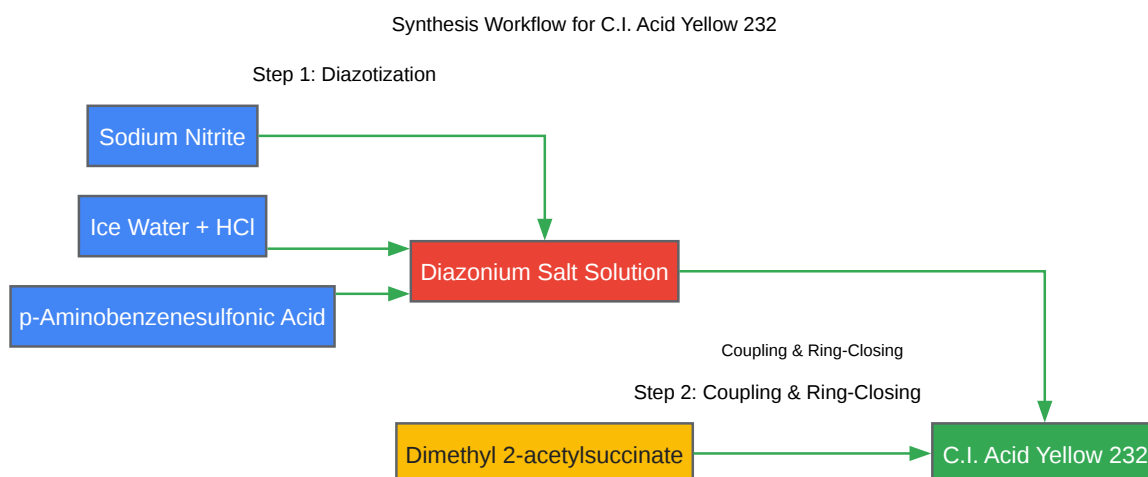 Synthesis Workflow for C.I. Acid Yellow 232
Step 1: Diazotization
Sodium Nitrite
Ice Water + HCl
Diazonium Salt Solution
p-Aminobenzenesulfonic Acid
Coupling & Ring-Closing
Step 2: Coupling & Ring-Closing
Dimethyl 2-acetylsuccinate
C.I. Acid Yellow 232